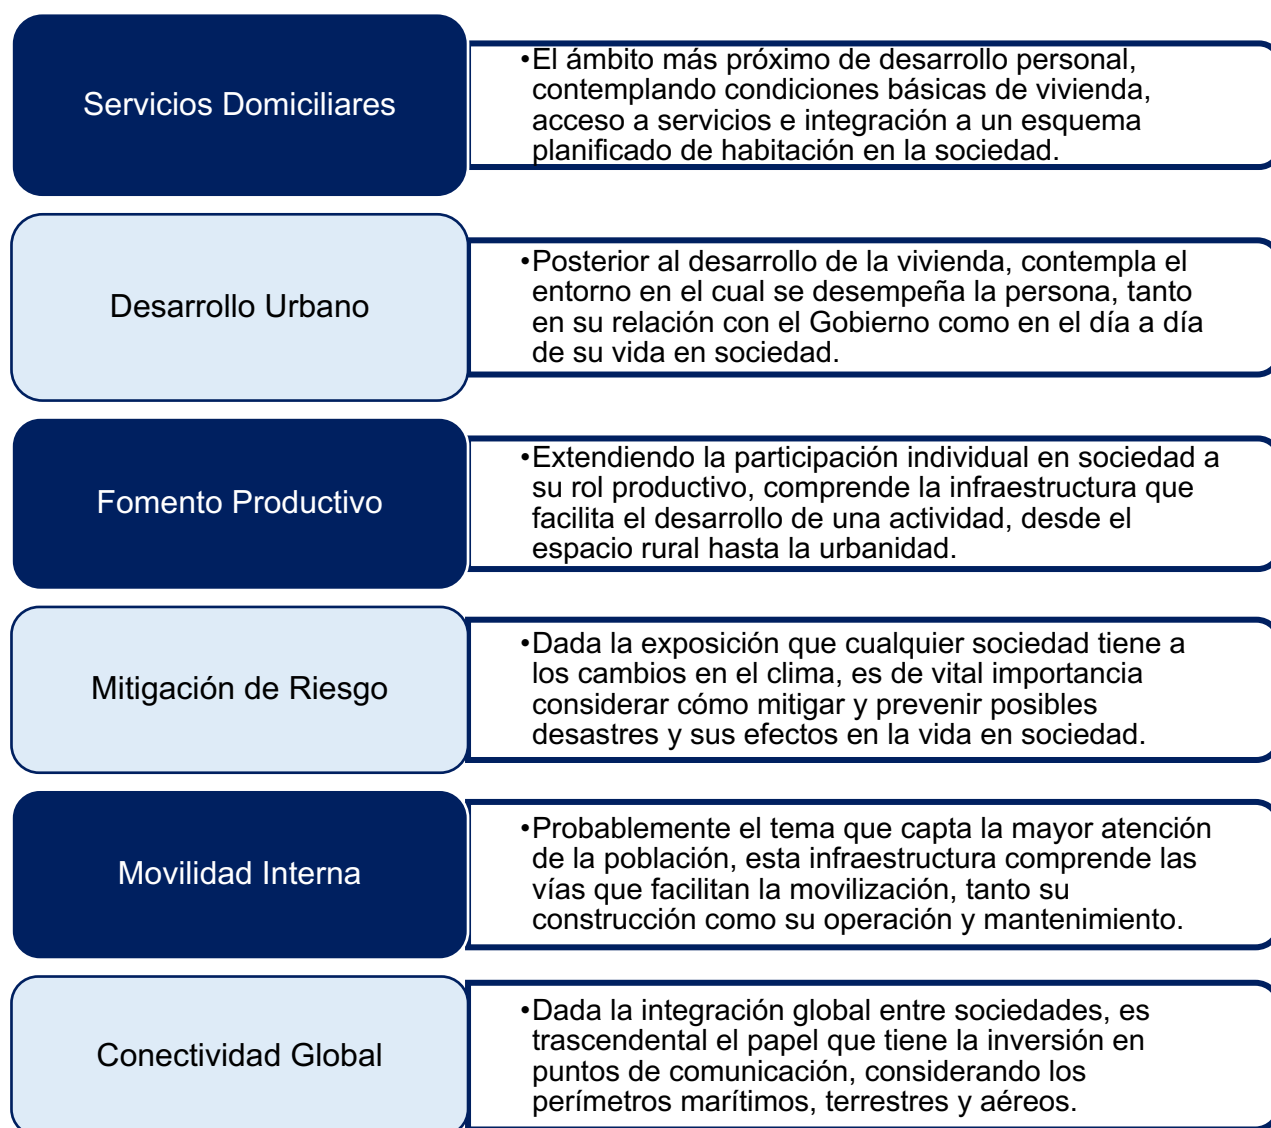 Servicios Domiciliares
•El ámbito más próximo de desarrollo personal,
contemplando condiciones básicas de vivienda,
acceso a servicios e integración a un esquema
planificado de habitación en la sociedad.
Desarrollo Urbano
•Posterior al desarrollo de la vivienda, contempla el
entorno en el cual se desempeña la persona, tanto
en su relación con el Gobierno como en el día a día
de su vida en sociedad.
Fomento Productivo
•Extendiendo la participación individual en sociedad a
su rol productivo, comprende la infraestructura que
facilita el desarrollo de una actividad, desde el
espacio rural hasta la urbanidad.
Mitigación de Riesgo
•Dada la exposición que cualquier sociedad tiene a
los cambios en el clima, es de vital importancia
considerar cómo mitigar y prevenir posibles
desastres y sus efectos en la vida en sociedad.
Movilidad Interna
•Probablemente el tema que capta la mayor atención
de la población, esta infraestructura comprende las
vías que facilitan la movilización, tanto su
construcción como su operación y mantenimiento.
Conectividad Global
•Dada la integración global entre sociedades, es
trascendental el papel que tiene la inversión en
puntos de comunicación, considerando los
perímetros marítimos, terrestres y aéreos.